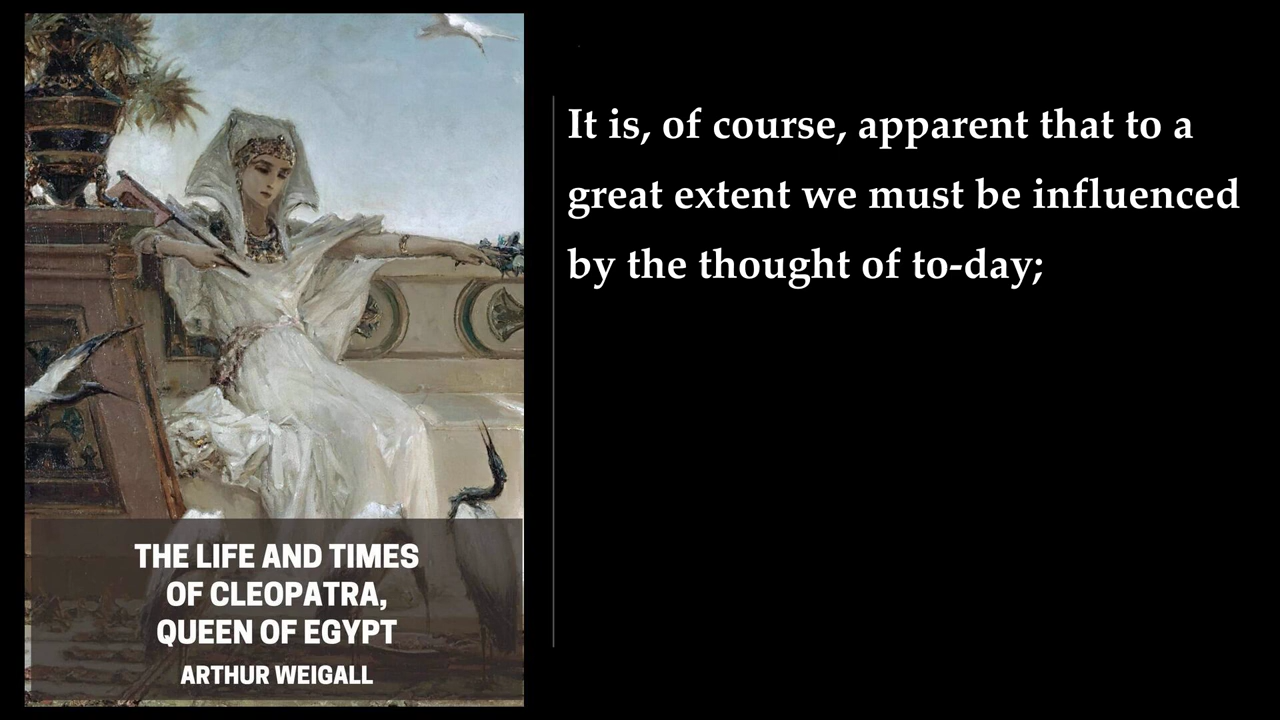 It is, of course, apparent that to a
great extent we must be influenced
by the thought of to-day;
THE LIFE AND TIMES
OF CLEOPATRA,
QUEEN OF EGYPT
ARTHUR WEIGALL